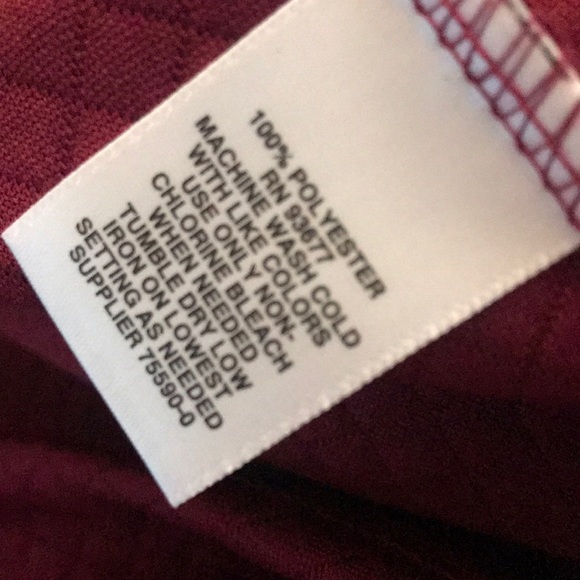 100% POLYESTER
RN 93677
MACHINE WASH COLD
WITH LIKE COLORS
USE ONLY NON-
CHLORINE BLEACH
WHEN NEEDED
TUMBLE DRY LOW
IRON ON LOWEST
SETTING AS NEEDED
SUPPLIER 75590-0